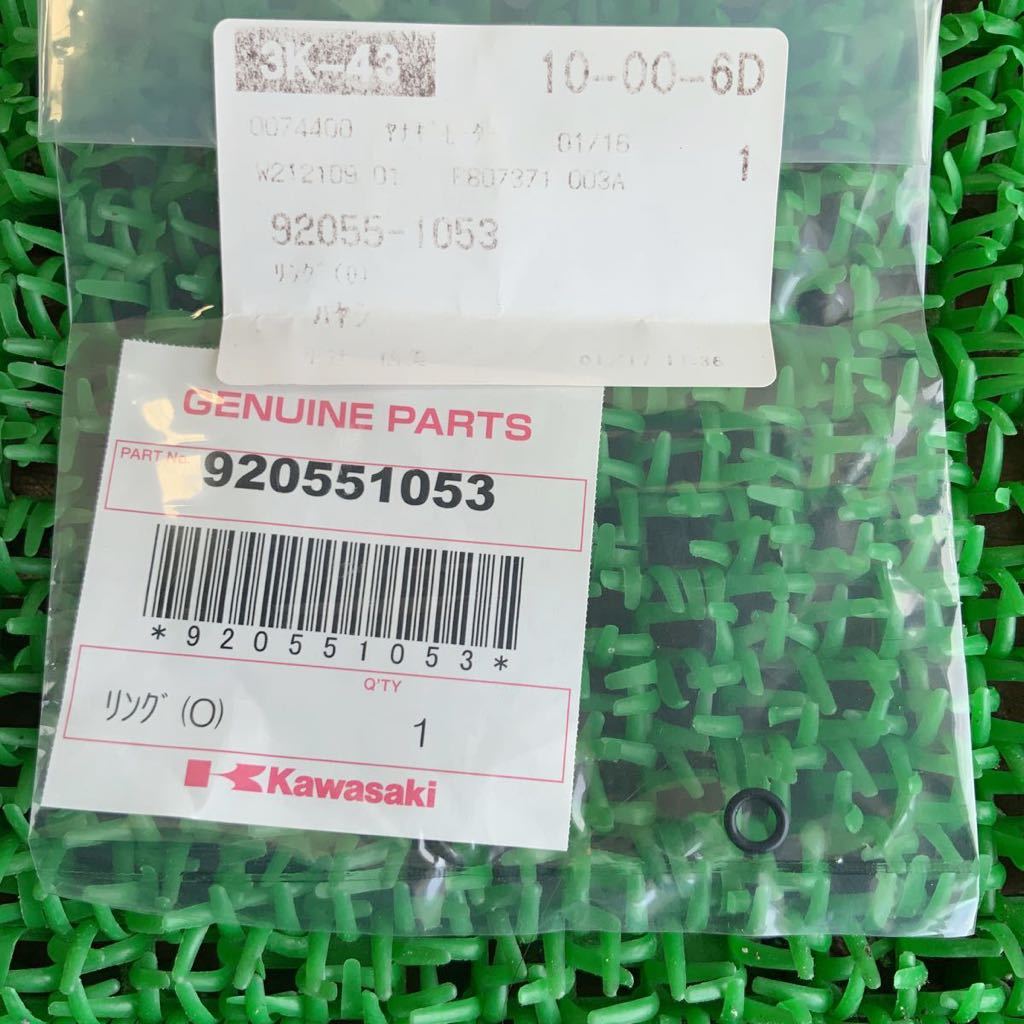 3K-43 10-00-6D
0074400 01/16
W212109 01 F807371 003A 1
92055-1053
リング(O)
GENUINE PARTS
PART No. 920551053
*920551053*
Q'TY
リング(O) 1
Kawasaki